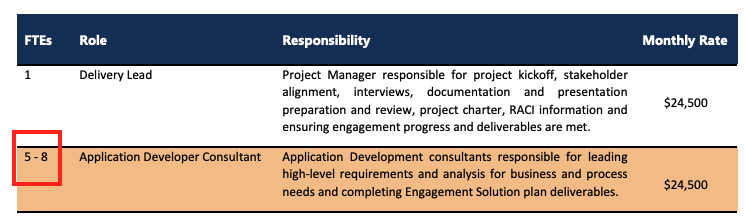 FTEs Role Responsibility Monthly Rate
1 Delivery Lead Project Manager responsible for project kickoff, stakeholder
alignment, interviews, documentation and presentation
preparation and review, project charter, RACI information and
ensuring engagement progress and deliverables are met.
$24,500
5 - 8 Application Developer Consultant Application Development consultants responsible for leading
high-level requirements and analysis for business and process
needs and completing Engagement Solution plan deliverables.
$24,500